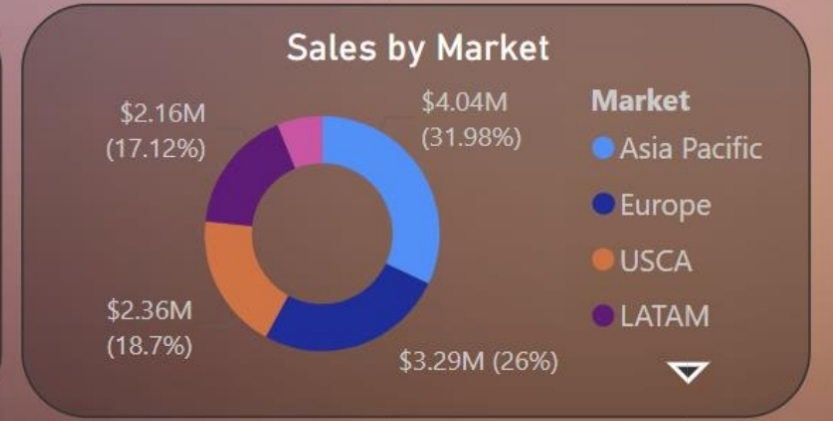 Sales by Market
$2.16M
(17.12%)
$4.04M
(31.98%)
$2.36M
(18.7%)
$3.29M (26%)
Market
Asia Pacific
Europe
USCA
LATAM